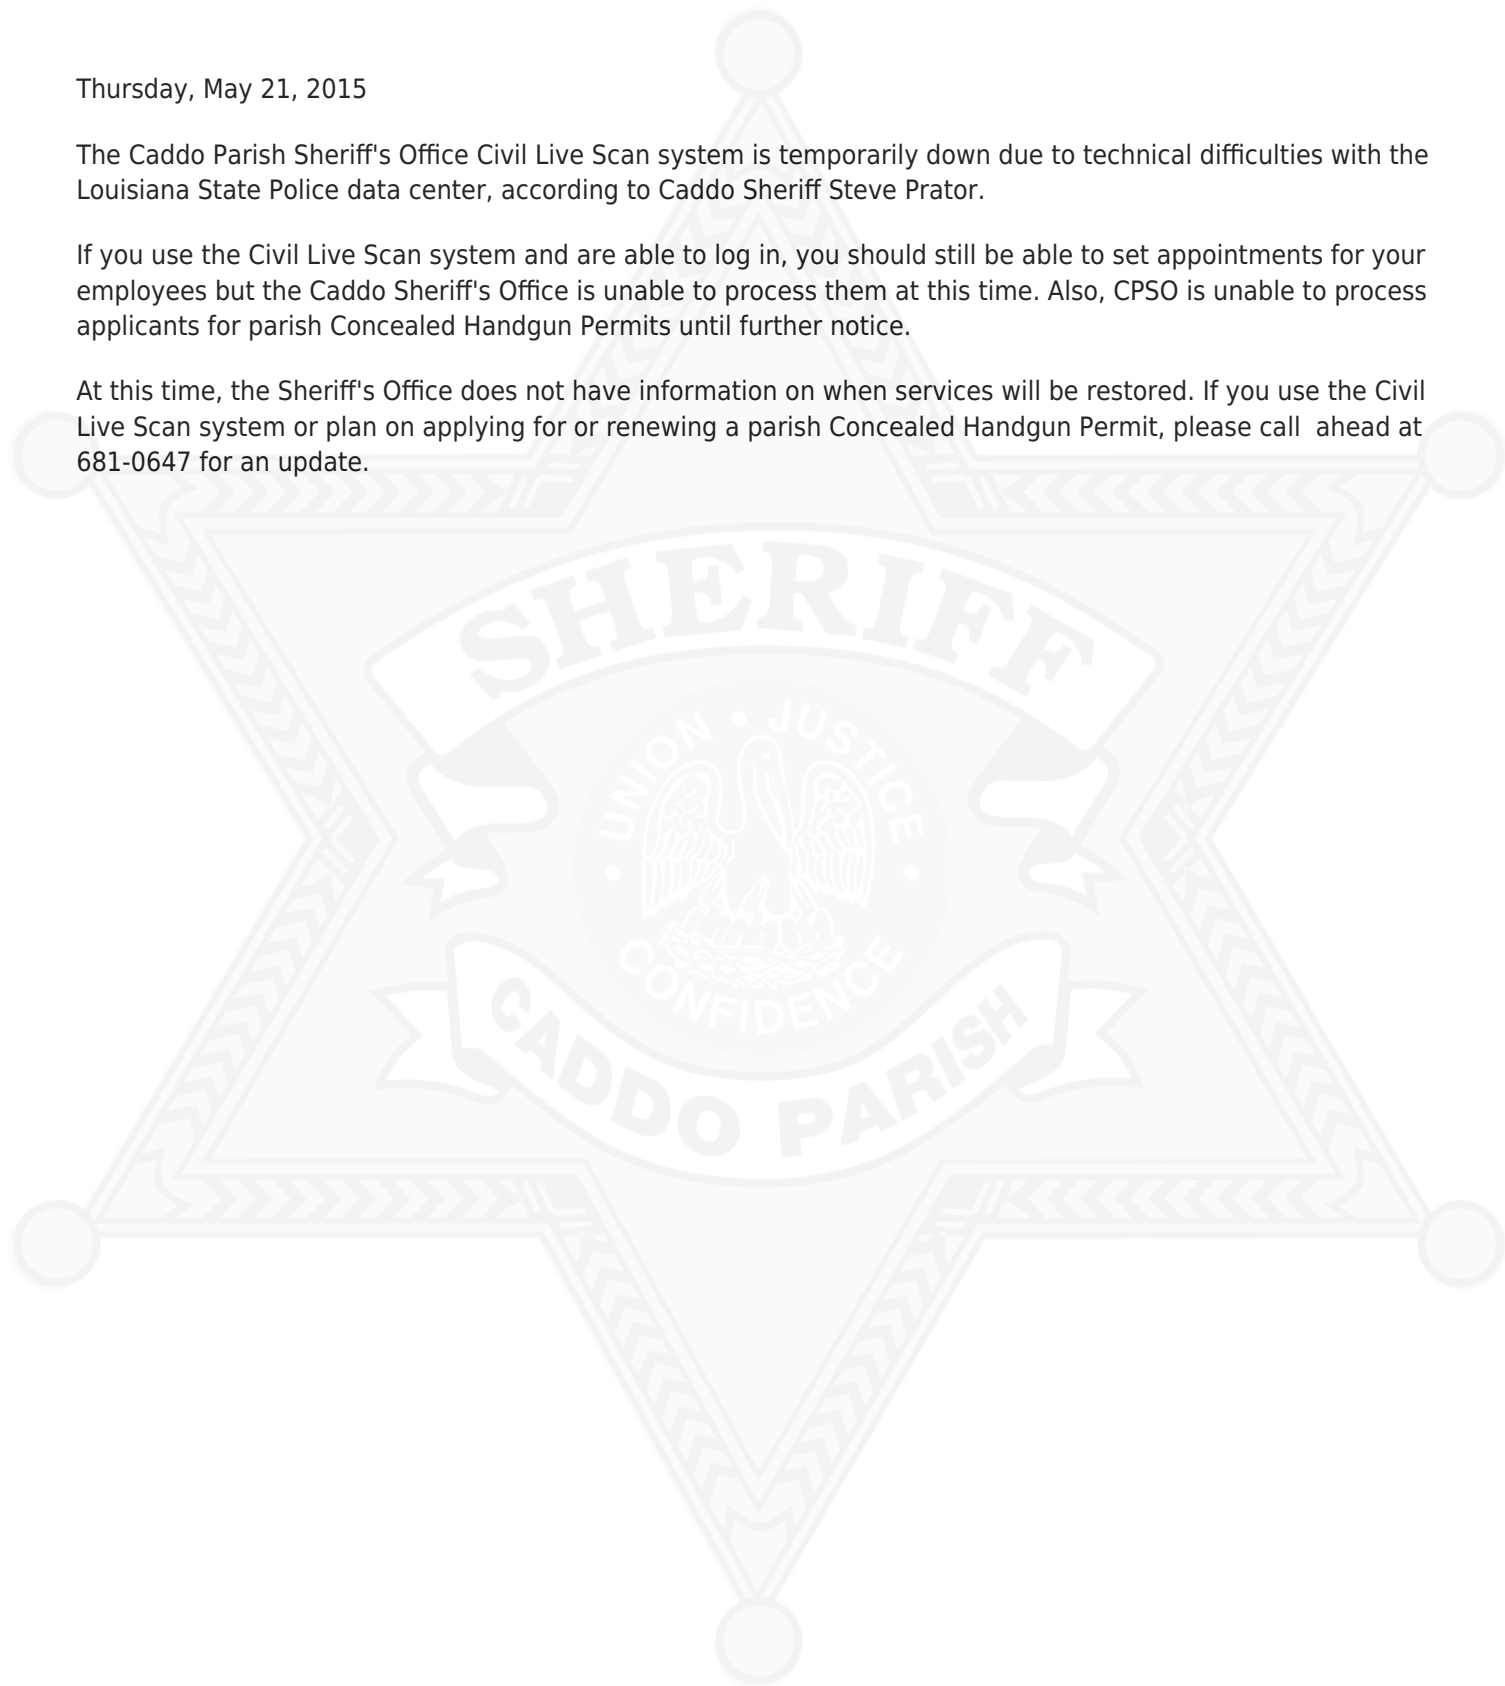 Thursday, May 21, 2015
The Caddo Parish Sheriff's Office Civil Live Scan system is temporarily down due to technical difficulties with the
Louisiana State Police data center, according to Caddo Sheriff Steve Prator.
If you use the Civil Live Scan system and are able to log in, you should still be able to set appointments for your
employees but the Caddo Sheriff's Office is unable to process them at this time. Also, CPSO is unable to process
applicants for parish Concealed Handgun Permits until further notice.
At this time, the Sheriff's Office does not have information on when services will be restored. If you use the Civil
Live Scan system or plan on applying for or renewing a parish Concealed Handgun Permit, please call  ahead at
681-0647 for an update.
SHERIFF
UNION • JUSTICE
• CONFIDENCE •
CADDO PARISH